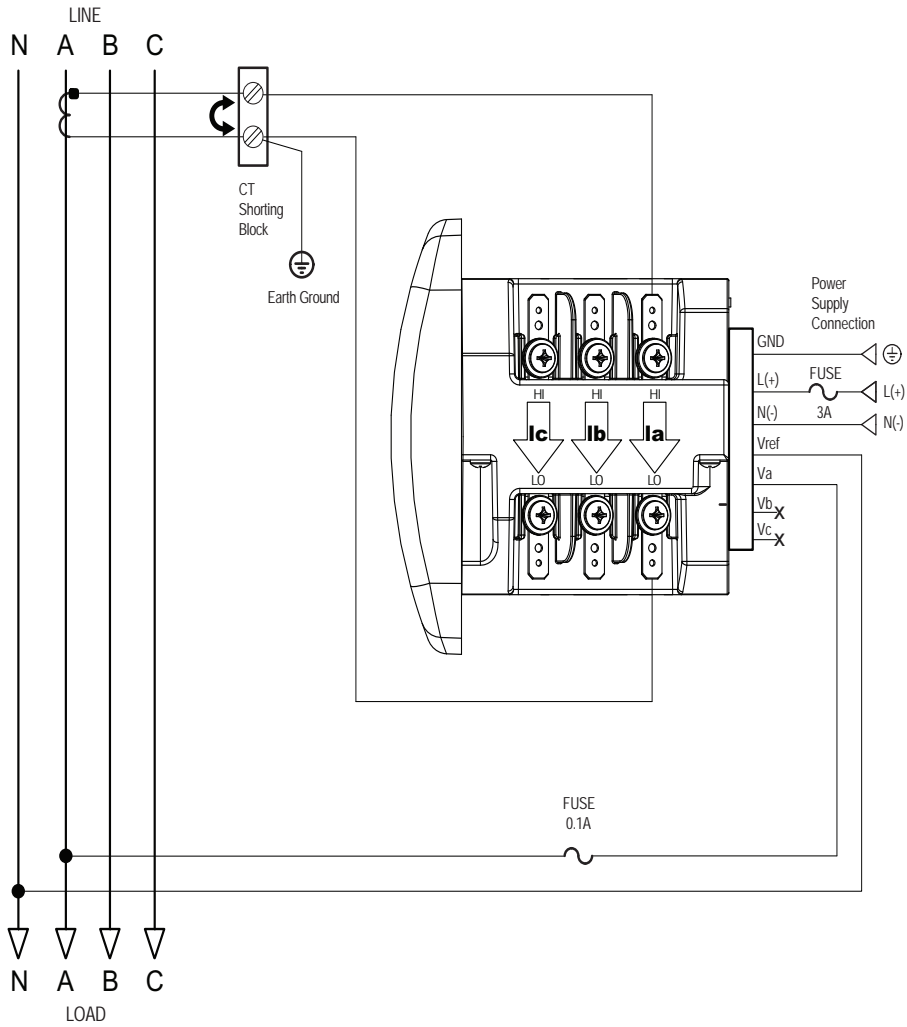 LINE
N A B C
CT
Shorting
Block
Earth Ground
Power
Supply
Connection
GND
L(+)
FUSE
3A
L(+)
N(-)
N(-)
Vref
Va
Vb
X
Vc
X
HI HI HI
Ic Ib Ia
LO LO LO
FUSE
0.1A
N A B C
LOAD